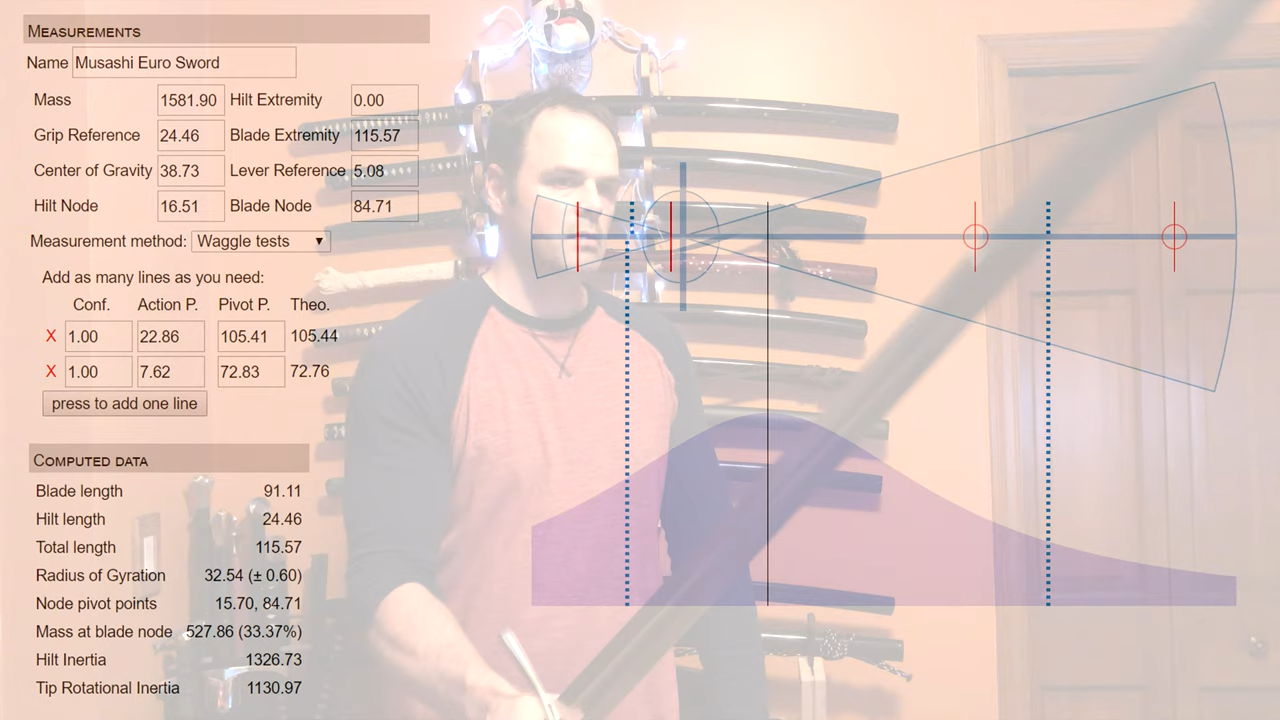 MEASUREMENTS
Name Musashi Euro Sword
Mass 1581.90 Hilt Extremity 0.00
Grip Reference 24.46 Blade Extremity 115.57
Center of Gravity 38.73 Lever Reference 5.08
Hilt Node 16.51 Blade Node 84.71
Measurement method: Waggle tests ▼
Add as many lines as you need:
Conf. Action P. Pivot P. Theo.
X 1.00 22.86 105.41 105.44
X 1.00 7.62 72.83 72.76
press to add one line
COMPUTED DATA
Blade length 91.11
Hilt length 24.46
Total length 115.57
Radius of Gyration 32.54 (± 0.60)
Node pivot points 15.70, 84.71
Mass at blade node 527.86 (33.37%)
Hilt Inertia 1326.73
Tip Rotational Inertia 1130.97